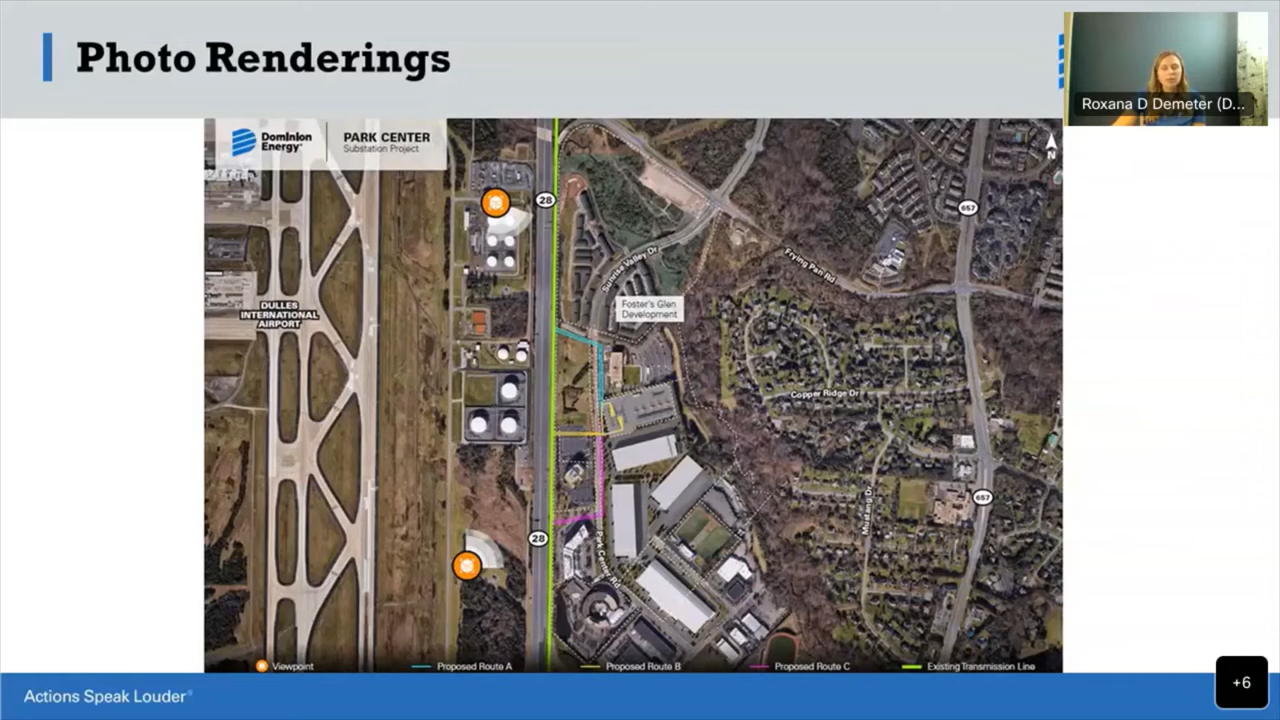 Photo Renderings
Roxana D Demeter (D...
Dominion
Energy®
PARK CENTER
Substation Project
N
28
657
Sunrise Valley Dr
Frying Pan Rd
Foster's Glen
Development
DULLES
INTERNATIONAL
AIRPORT
Copper Ridge Dr
Mustang Dr
657
28
Park Center Rd
Viewpoint
Proposed Route A
Proposed Route B
Proposed Route C
Existing Transmission Line
Actions Speak Louder®
+6